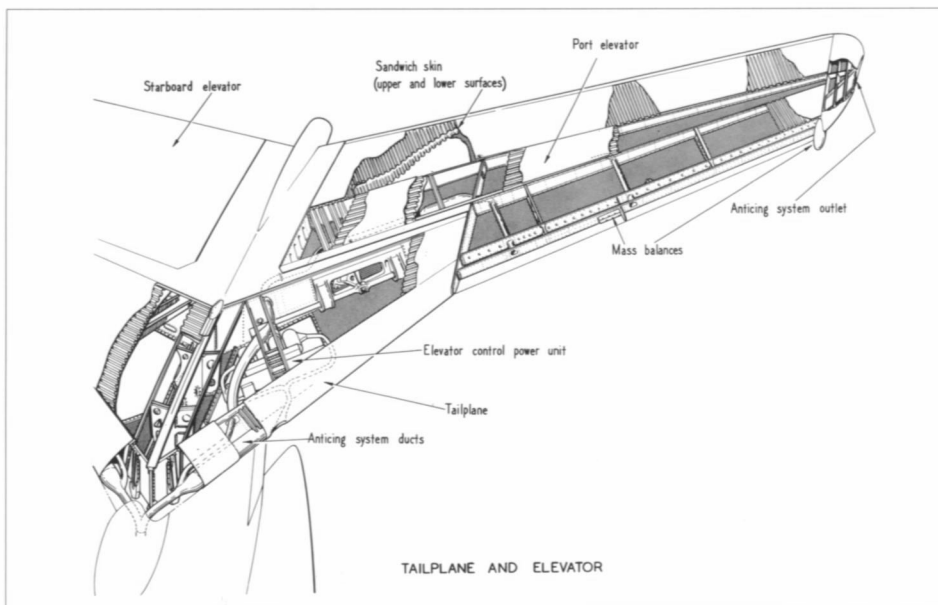 Port elevator
Sandwich skin
(upper and lower surfaces)
Starboard elevator
Anticing system outlet
Mass balances
Elevator control power unit
Tailplane
Anticing system ducts
TAILPLANE AND ELEVATOR